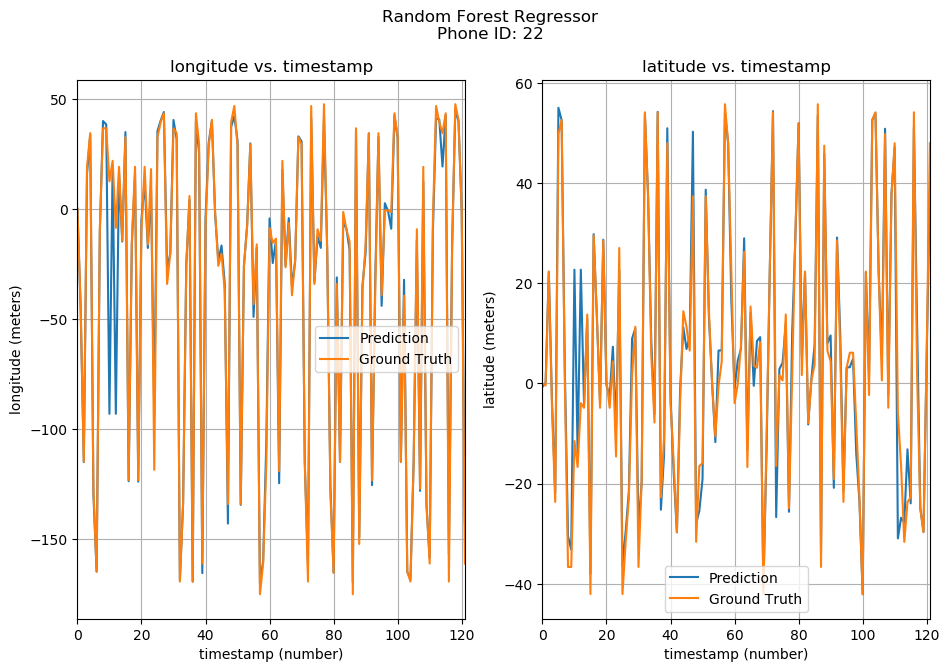 Random Forest Regressor
Phone ID: 22
longitude vs. timestamp
longitude (meters)
50
0
−50
−100
−150
0
20
40
60
80
100
120
timestamp (number)
Prediction
Ground Truth
latitude vs. timestamp
latitude (meters)
60
40
20
0
−20
−40
0
20
40
60
80
100
120
timestamp (number)
Prediction
Ground Truth